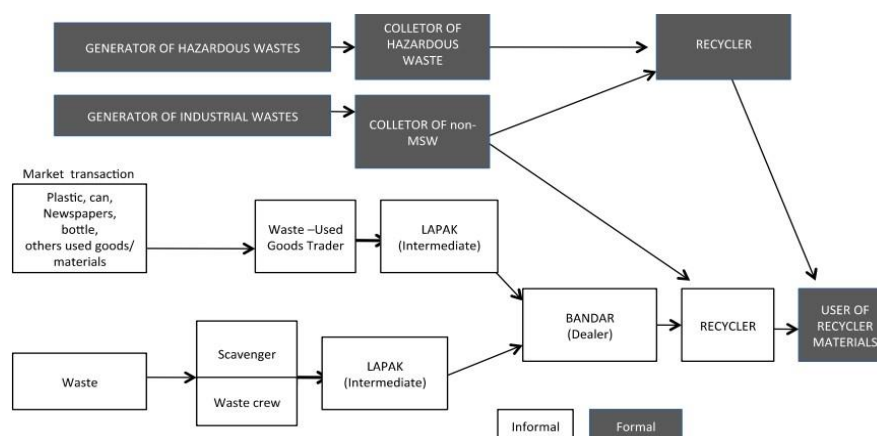 GENERATOR OF HAZARDOUS WASTES
COLLETOR OF
HAZARDOUS
WASTE
RECYCLER
GENERATOR OF INDUSTRIAL WASTES
COLLETOR OF non-
MSW
Market transaction
Plastic, can,
Newspapers,
bottle,
others used goods/
materials
Waste –Used
Goods Trader
LAPAK
(Intermediate)
BANDAR
(Dealer)
RECYCLER
USER OF
RECYCLER
MATERIALS
Waste
Scavenger
Waste crew
LAPAK
(Intermediate)
Informal
Formal